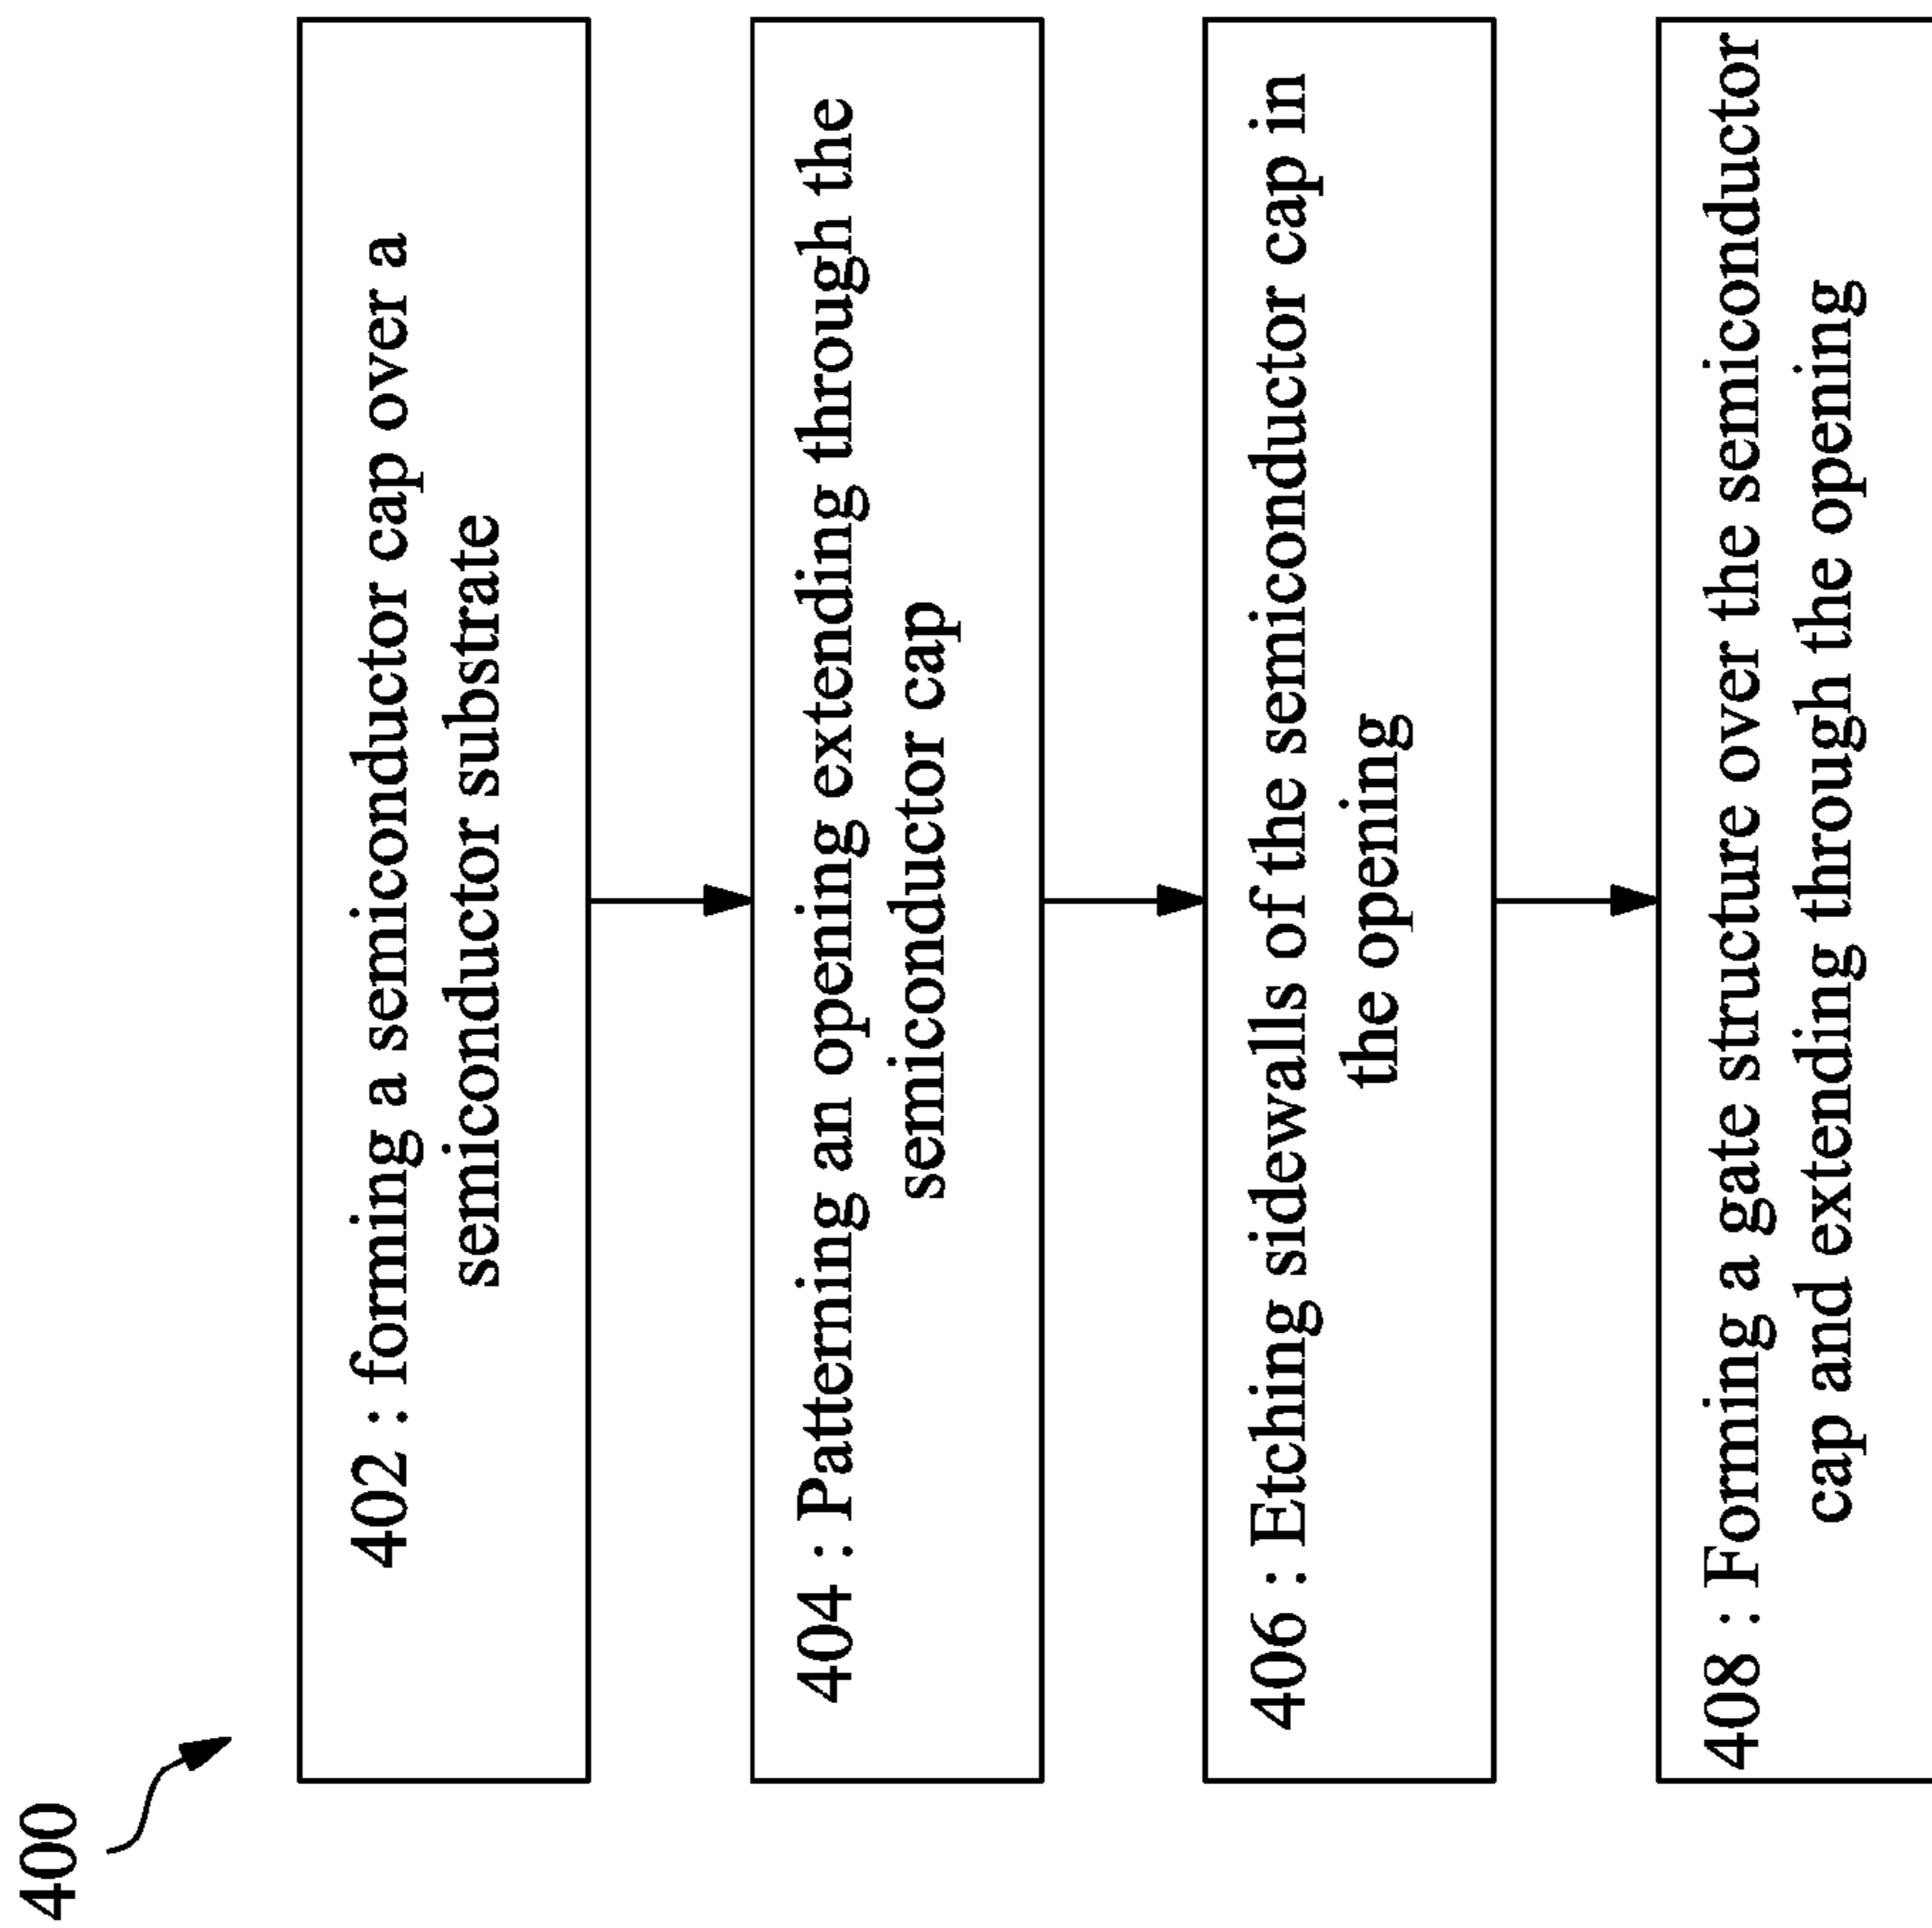 400
402 : forming a semiconductor cap over a
semiconductor substrate
404 : Patterning an opening extending through the
semiconductor cap
406 : Etching sidewalls of the semiconductor cap in
the opening
408 : Forming a gate structure over the semiconductor
cap and extending through the opening